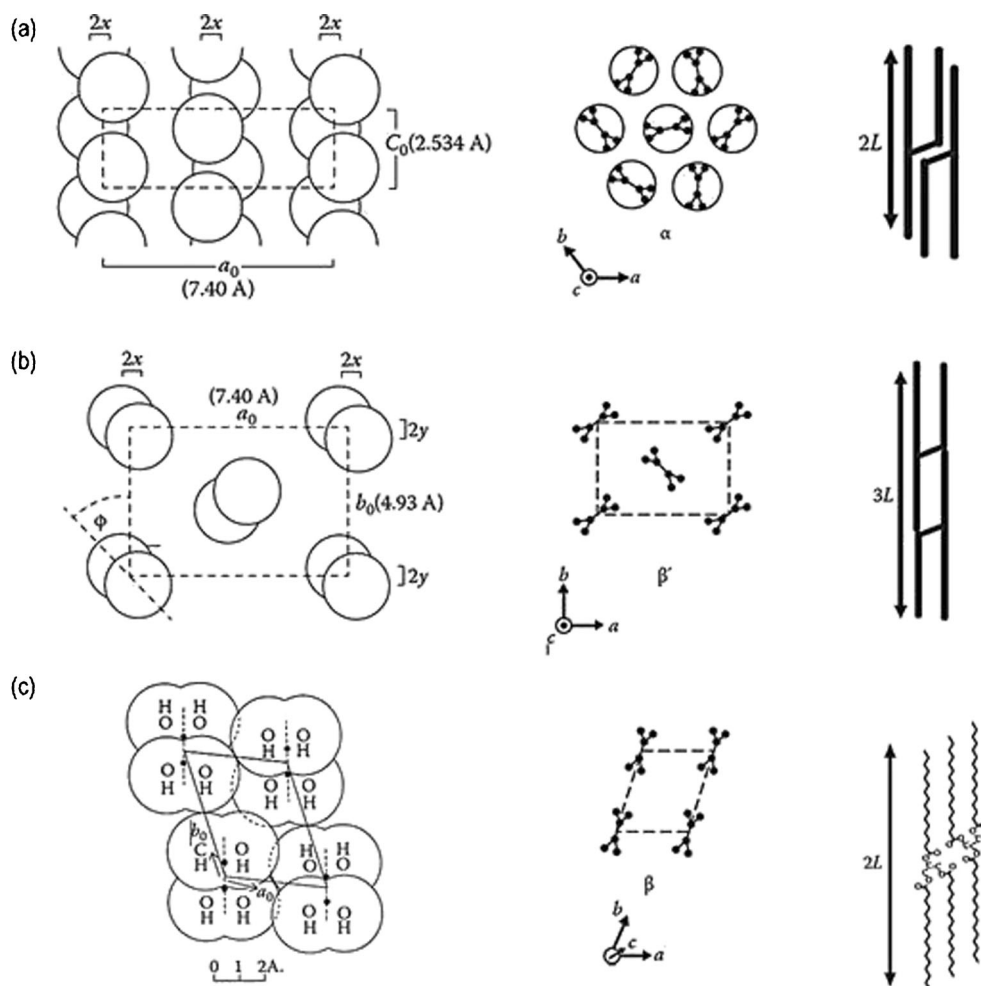 (a)
2x 2x 2x
C0(2.534 A)
a0
(7.40 A)
α
b
c
a
2L
(b)
2x 2x
(7.40 A)
a0
2y
b0(4.93 A)
ϕ
2y
β′
b
c
a
3L
(c)
H H
O O
O O
H H
O O
H H
O O
H H
b0
C O
H H
a0
O O
H H
H O
O H
O O
H H
0 1 2A.
β
b
c
a
2L